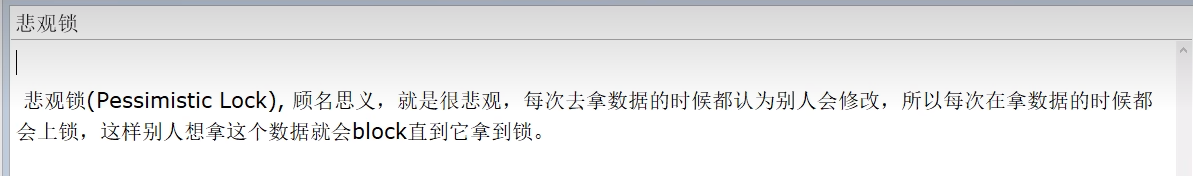 悲观锁
悲观锁(Pessimistic Lock), 顾名思义，就是很悲观，每次去拿数据的时候都认为别人会修改，所以每次在拿数据的时候都
会上锁，这样别人想拿这个数据就会block直到它拿到锁。